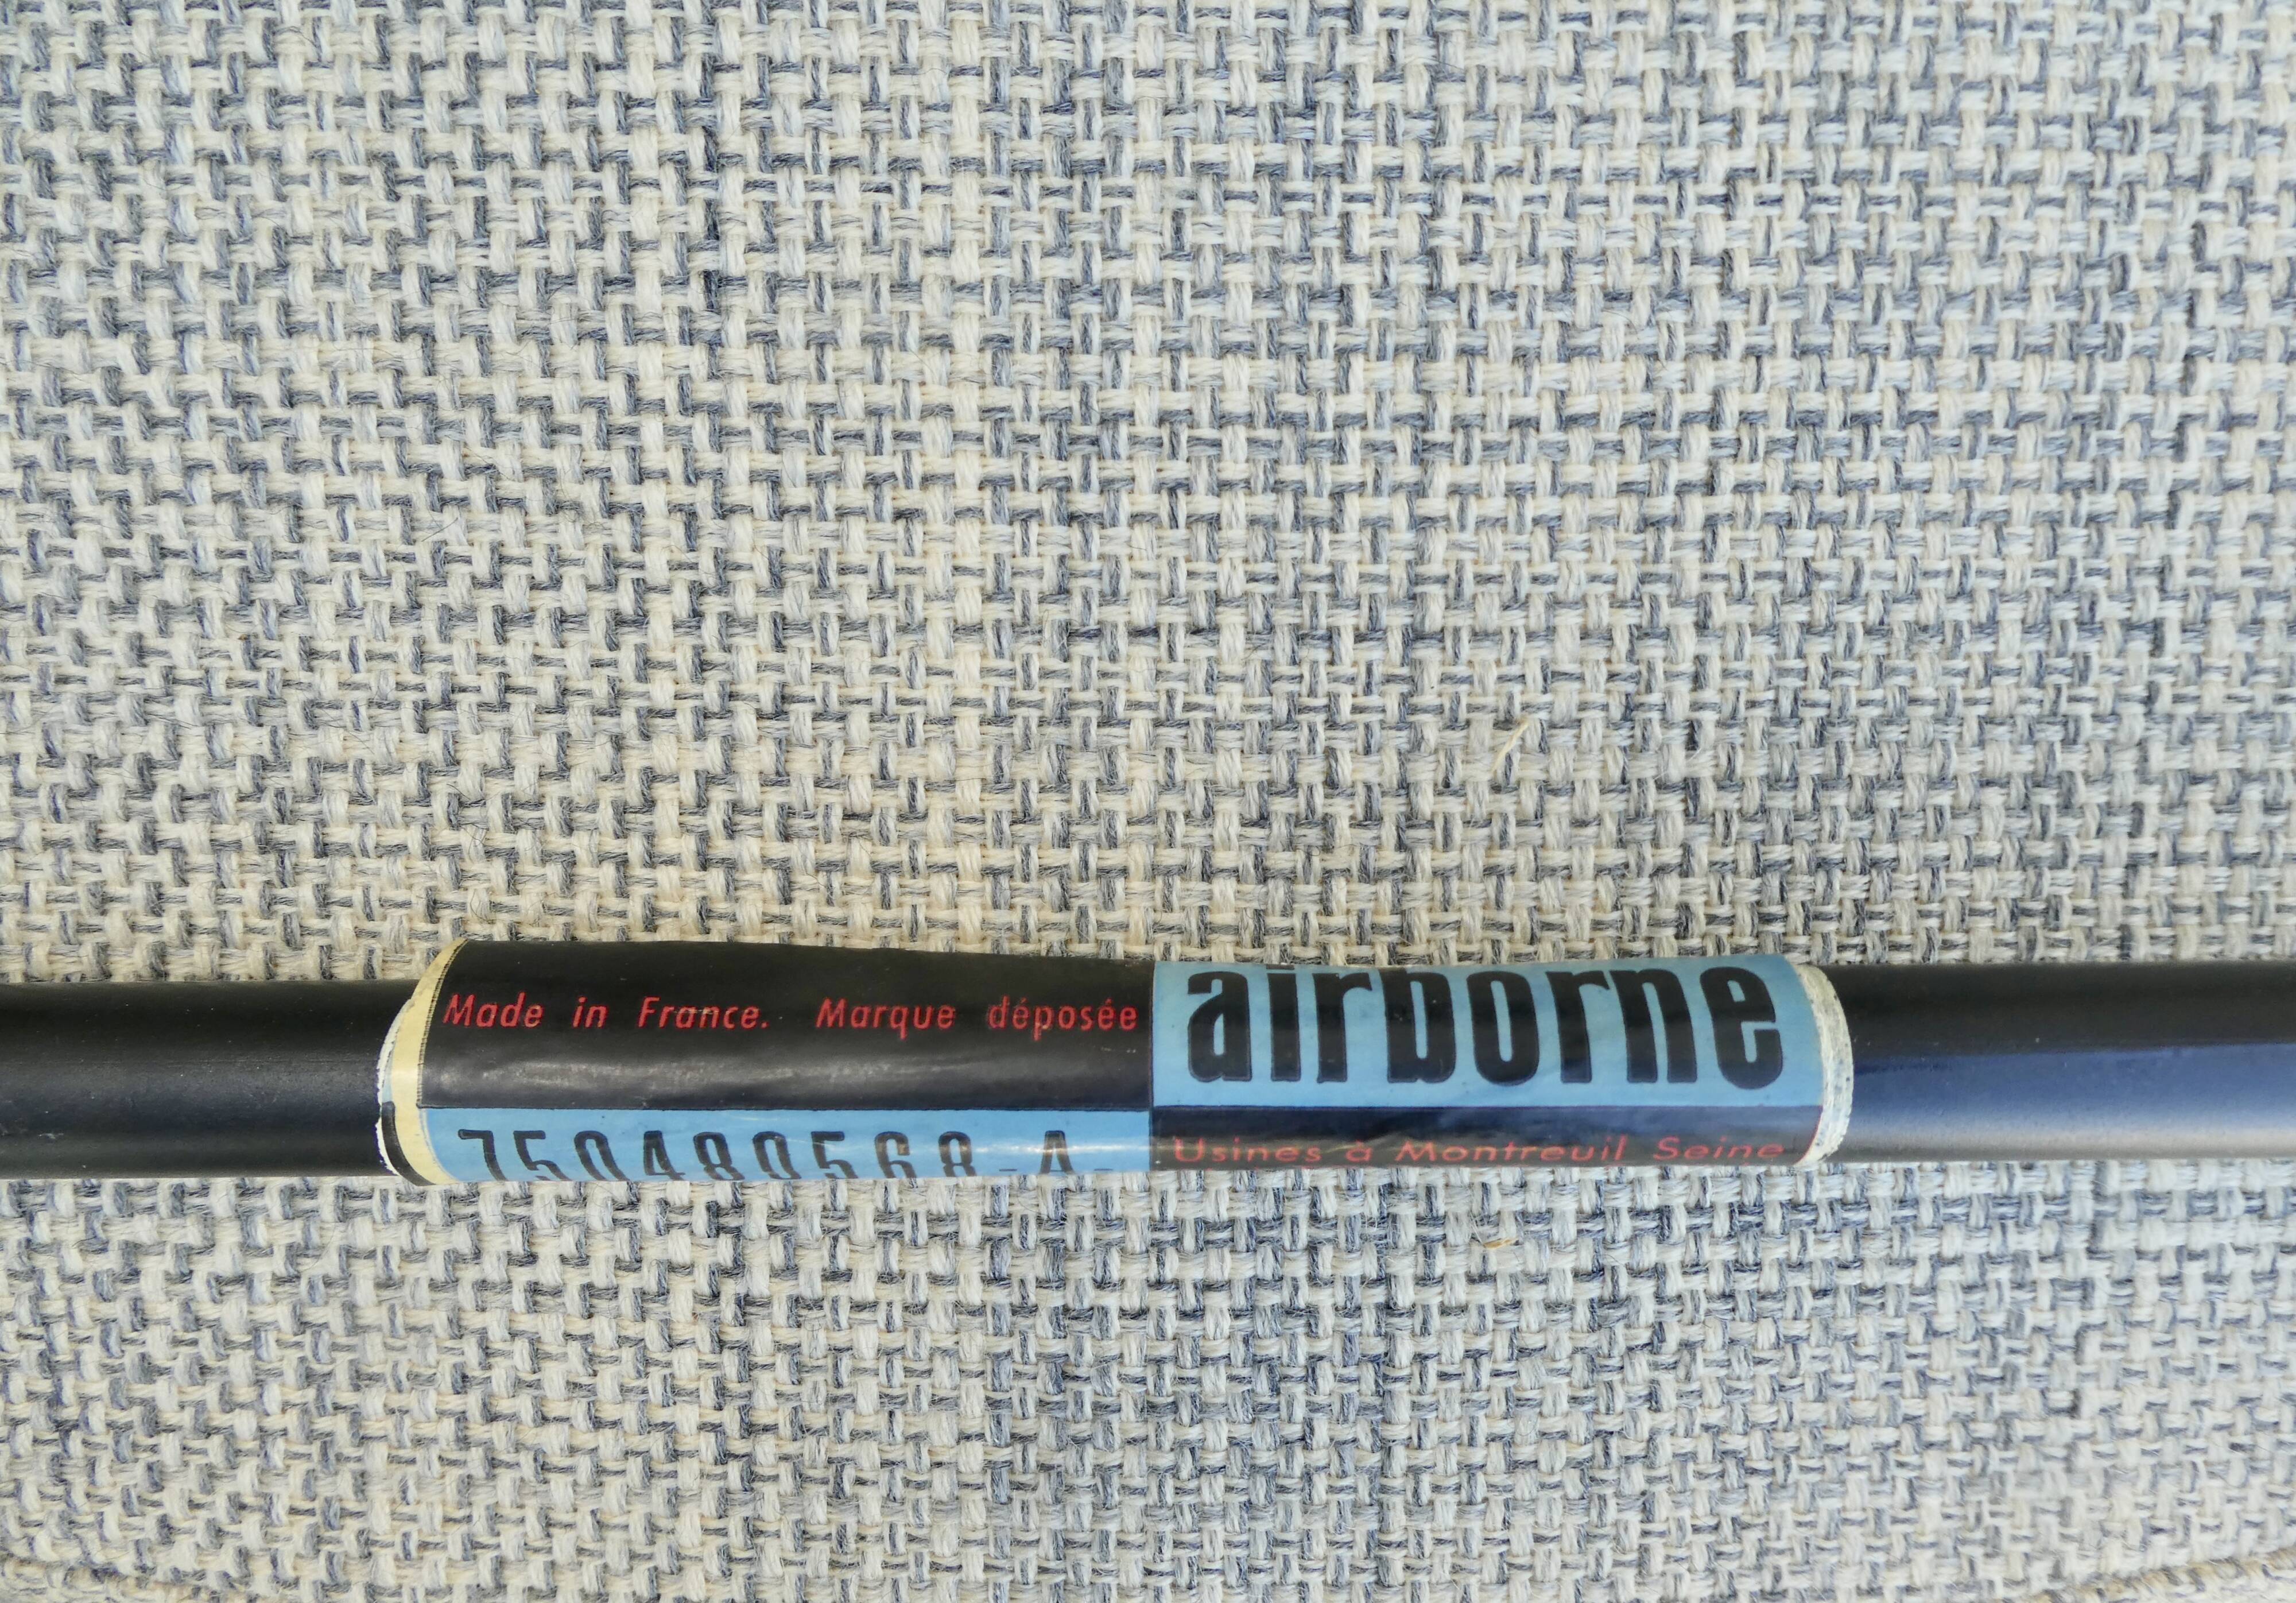 Made in France. Marque déposée
airborne
750480568-A-
Usines à Montreuil Seine